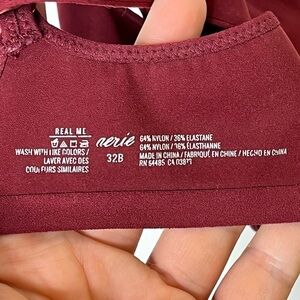 REAL ME
WASH WITH LIKE COLORS /
LAVER AVEC DES
COULEURS SIMILAIRES
aerie
32B
64% NYLON / 36% ELASTANE
64% NYLON / 36% ÉLASTHANNE
MADE IN CHINA / FABRIQUÉ EN CHINE / HECHO EN CHINA
RN 54485